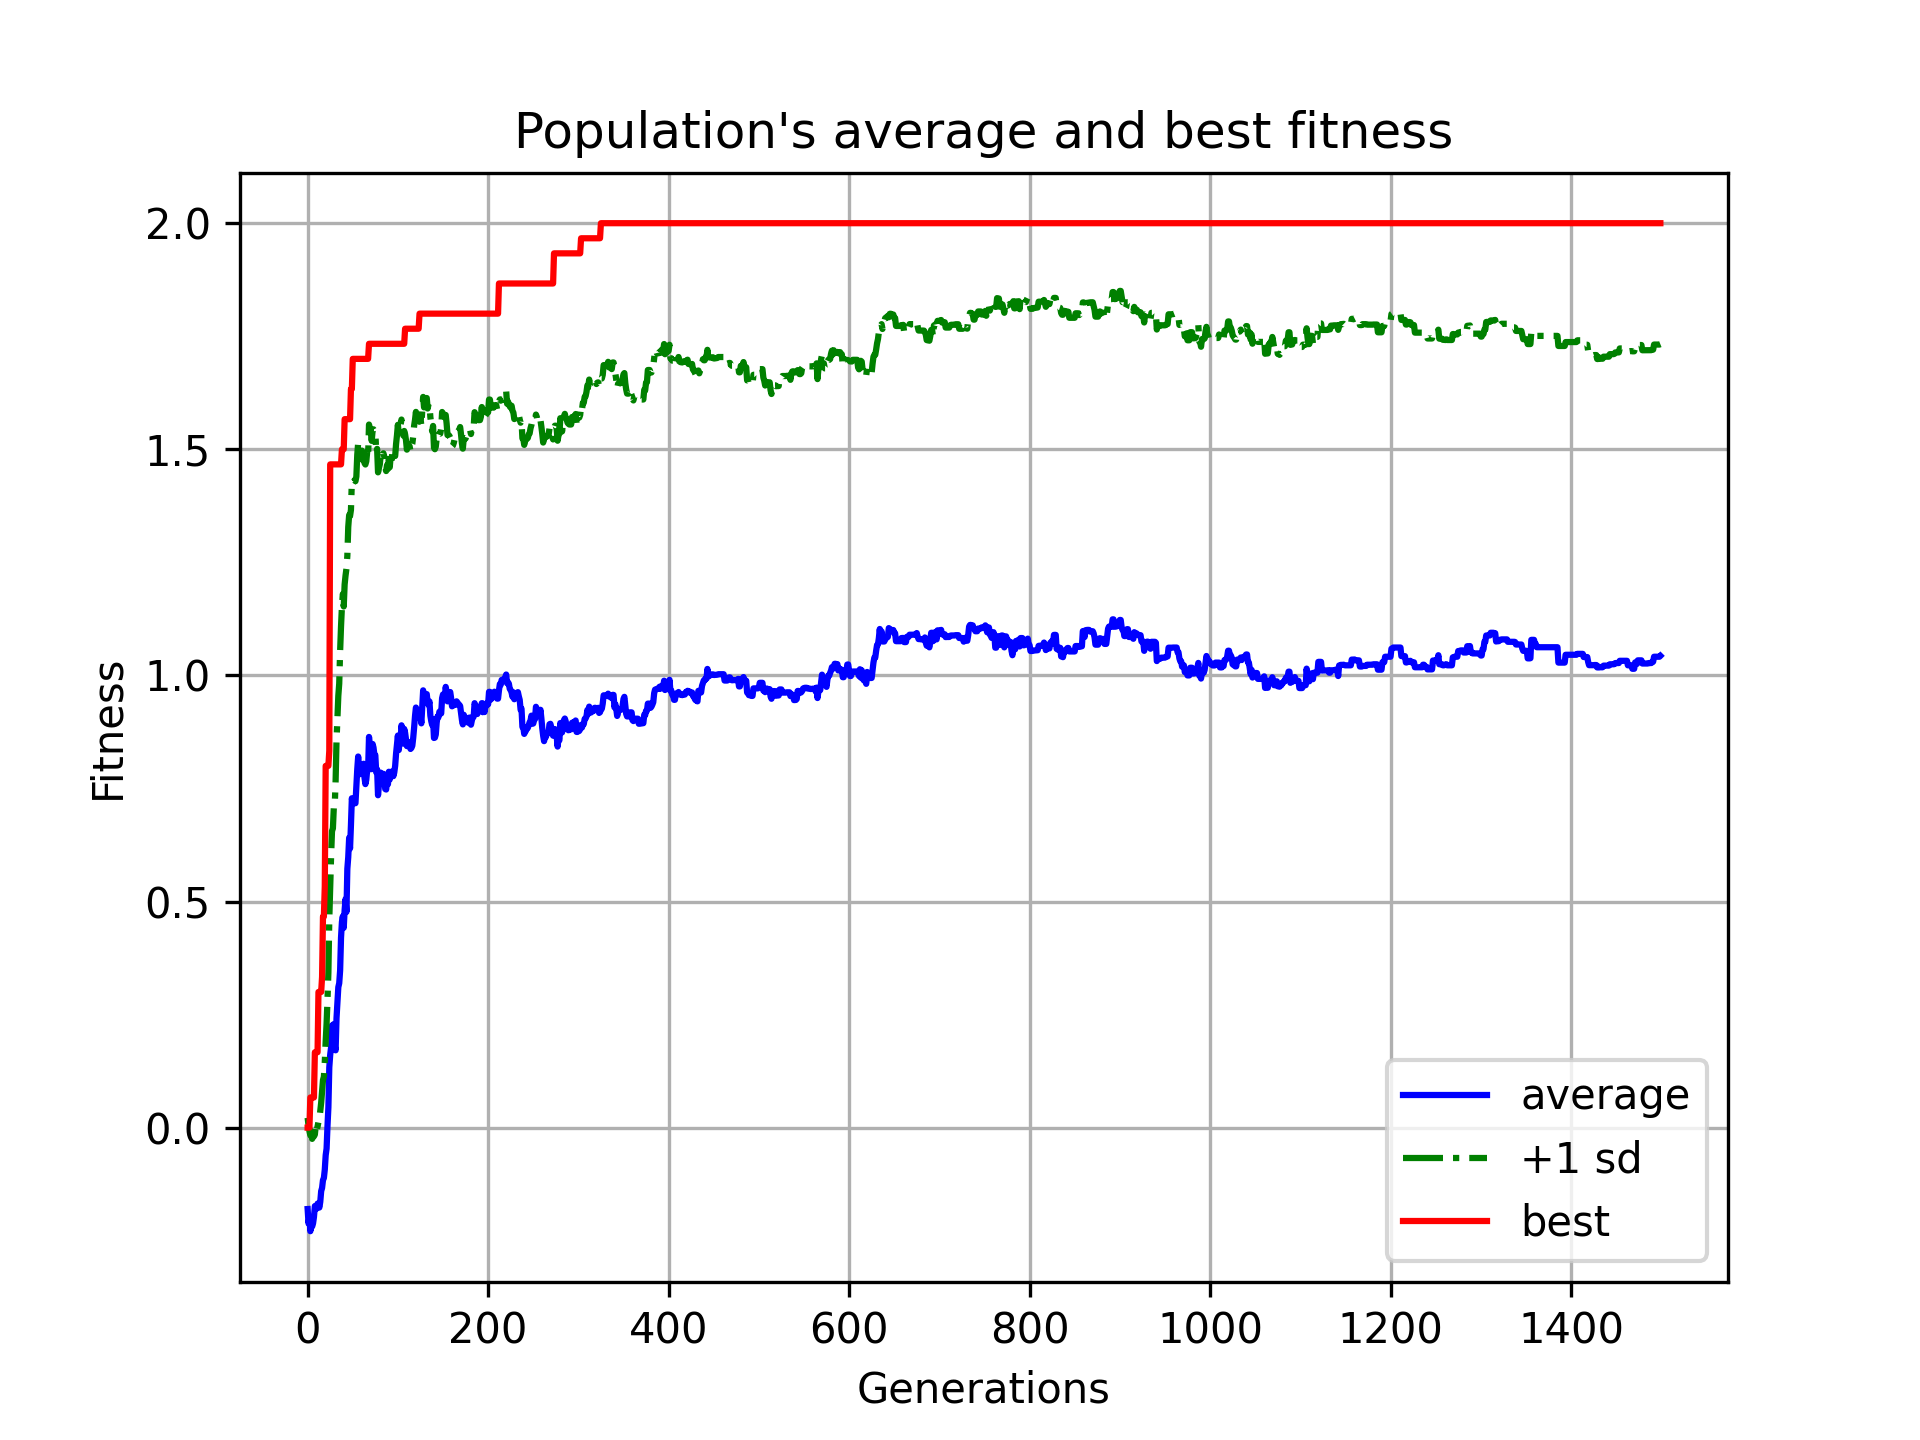 Population's average and best fitness
2.0
1.5
1.0
0.5
0.0
Fitness
average
+1 sd
best
0 200 400 600 800 1000 1200 1400
Generations